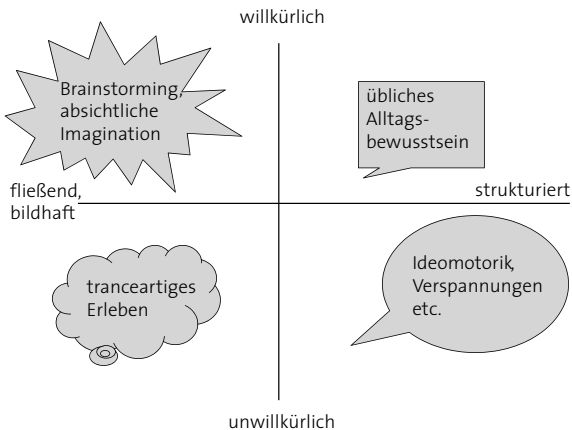 willkürlich
Brainstorming,
absichtliche
Imagination
übliches
Alltags-
bewusstsein
fließend,
bildhaft
strukturiert
tranceartiges
Erleben
Ideomotorik,
Verspannungen
etc.
unwillkürlich